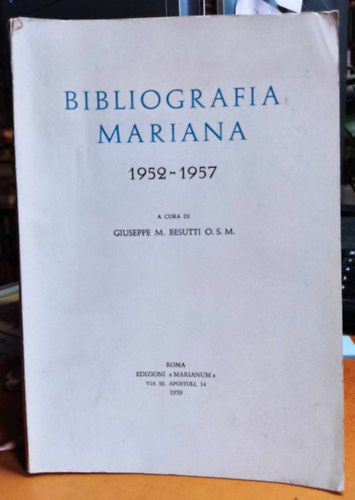 BIBLIOGRAFIA
MARIANA
1952-1957
A CURA DI
GIUSEPPE M. BESUTTI O. S. M.
ROMA
EDIZIONI «MARIANUM»
VIA SS. APOSTOLI, 14
1959